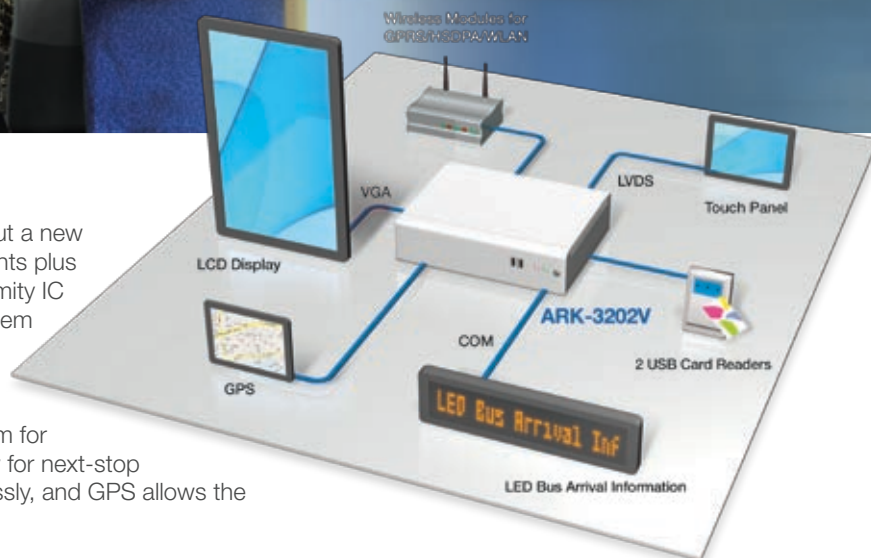 Wireless Modules for
GPRS/HSDPA/WLAN
VGA
LVDS
Touch Panel
LCD Display
ARK-3202V
COM
2 USB Card Readers
GPS
LED Bus Arrival Inf
LED Bus Arrival Information
ut a new
nts plus
mity IC
em
m for
for next-stop
ssly, and GPS allows the